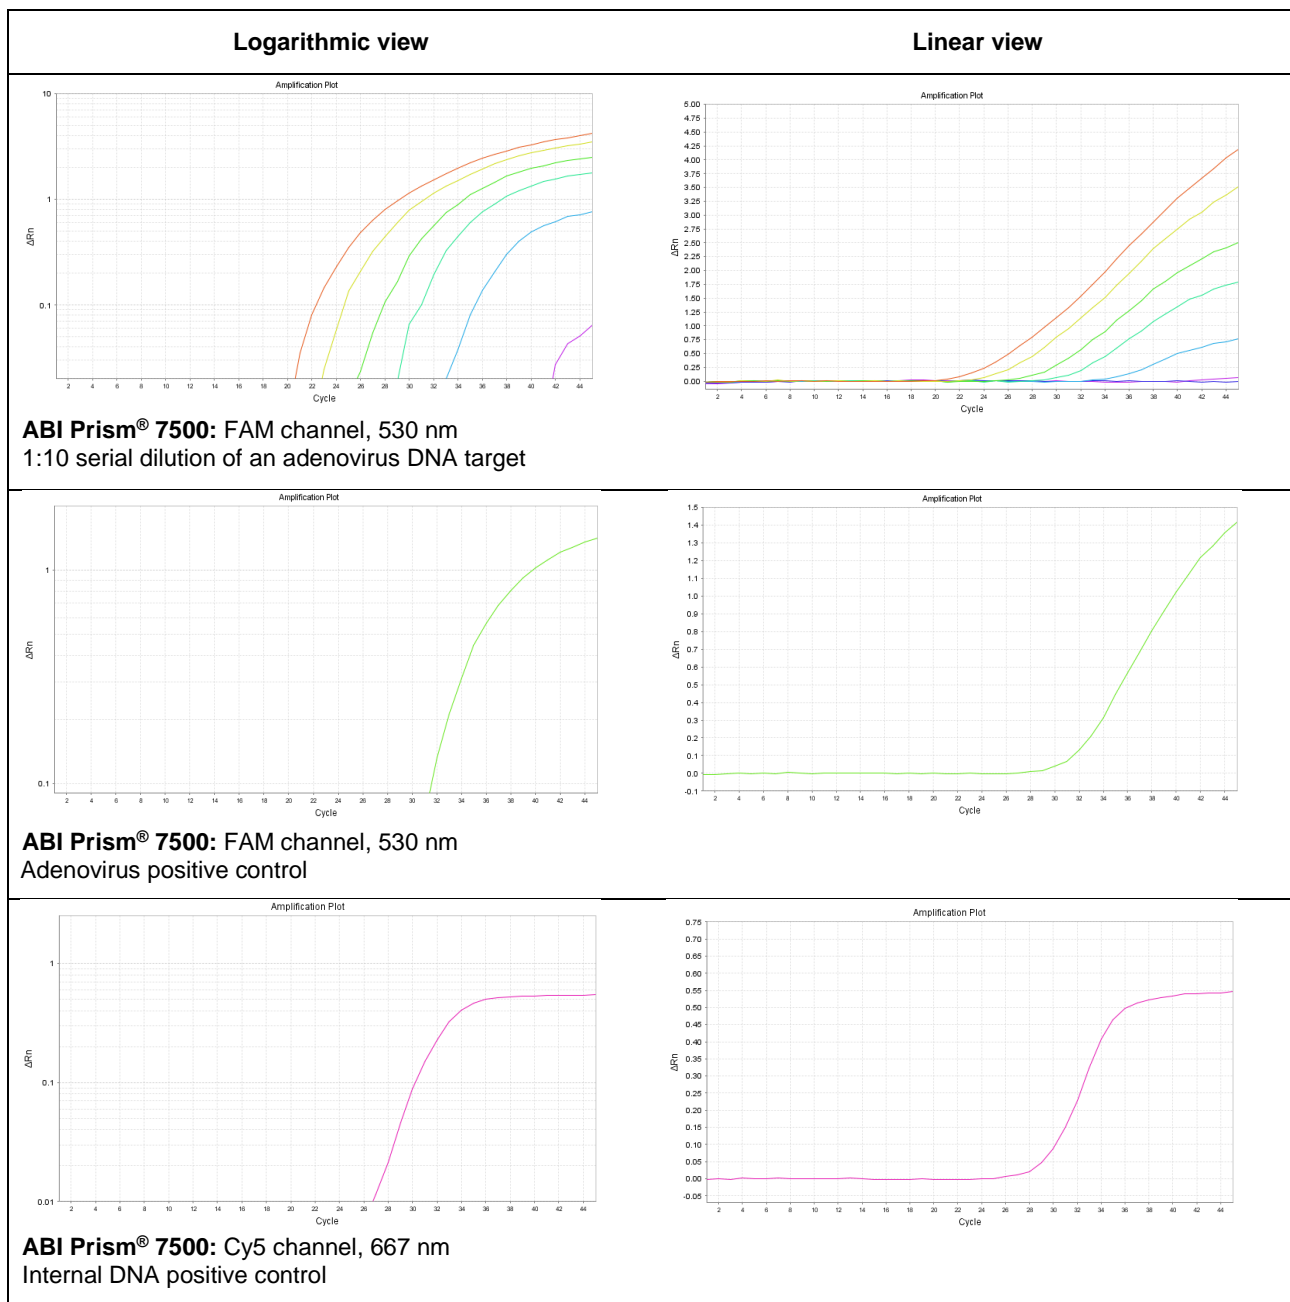 Logarithmic view
Linear view
Amplification Plot
10
1
0.1
ΔRn
2 4 6 8 10 12 14 16 18 20 22 24 26 28 30 32 34 36 38 40 42 44
Cycle
Amplification Plot
5.00
4.75
4.50
4.25
4.00
3.75
3.50
3.25
3.00
2.75
2.50
2.25
2.00
1.75
1.50
1.25
1.00
0.75
0.50
0.25
0.00
ΔRn
2 4 6 8 10 12 14 16 18 20 22 24 26 28 30 32 34 36 38 40 42 44
Cycle
ABI Prism® 7500: FAM channel, 530 nm
1:10 serial dilution of an adenovirus DNA target
Amplification Plot
1
0.1
ΔRn
2 4 6 8 10 12 14 16 18 20 22 24 26 28 30 32 34 36 38 40 42 44
Cycle
Amplification Plot
1.5
1.4
1.3
1.2
1.1
1.0
0.9
0.8
0.7
0.6
0.5
0.4
0.3
0.2
0.1
0.0
-0.1
ΔRn
2 4 6 8 10 12 14 16 18 20 22 24 26 28 30 32 34 36 38 40 42 44
Cycle
ABI Prism® 7500: FAM channel, 530 nm
Adenovirus positive control
Amplification Plot
1
0.1
0.01
ΔRn
2 4 6 8 10 12 14 16 18 20 22 24 26 28 30 32 34 36 38 40 42 44
Cycle
Amplification Plot
0.75
0.70
0.65
0.60
0.55
0.50
0.45
0.40
0.35
0.30
0.25
0.20
0.15
0.10
0.05
0.00
-0.05
ΔRn
2 4 6 8 10 12 14 16 18 20 22 24 26 28 30 32 34 36 38 40 42 44
Cycle
ABI Prism® 7500: Cy5 channel, 667 nm
Internal DNA positive control